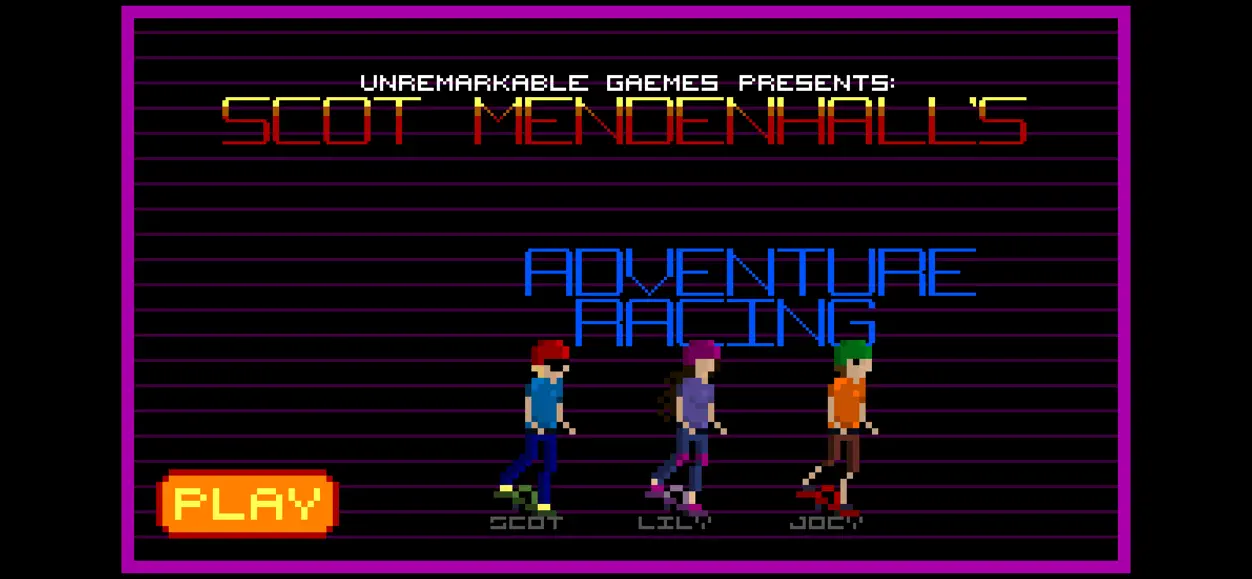 UNREMARKABLE GAEMES PRESENTS:
SCOT MENDENHALL'S
ADVENTURE
RACING
PLAY
SCOT LILY JOEY